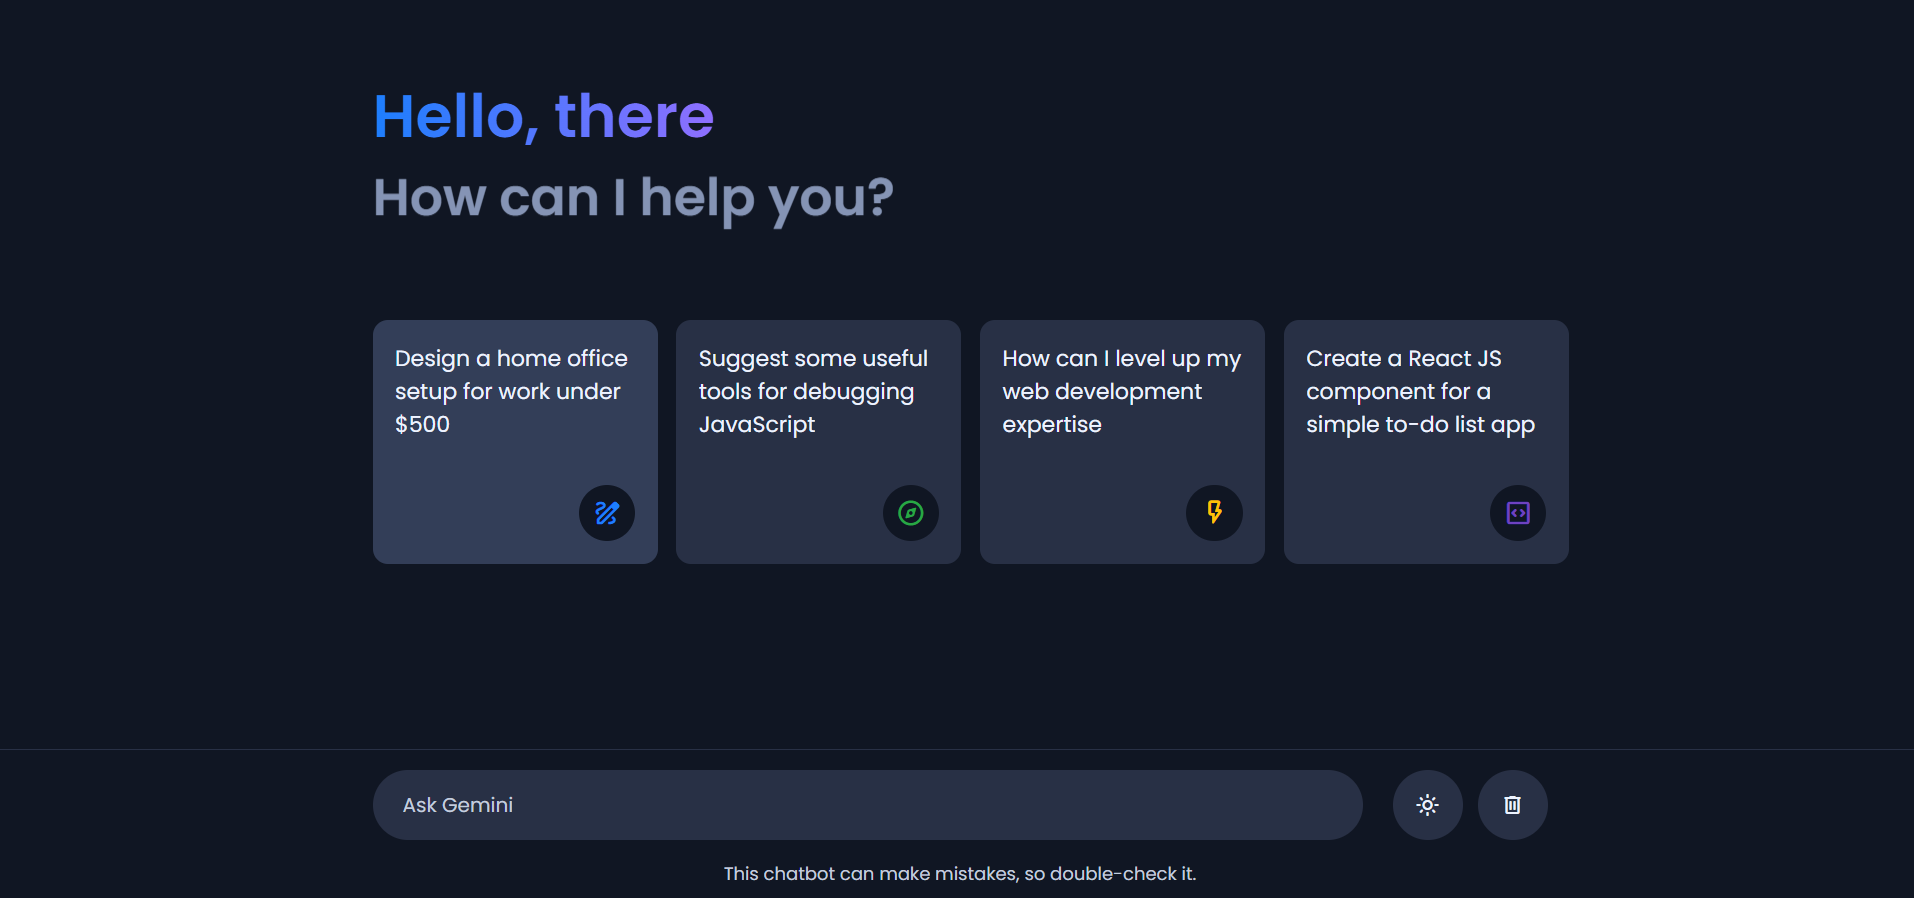 Hello, there
How can I help you?
Design a home office
setup for work under
$500
Suggest some useful
tools for debugging
JavaScript
How can I level up my
web development
expertise
Create a React JS
component for a
simple to-do list app
Ask Gemini
This chatbot can make mistakes, so double-check it.